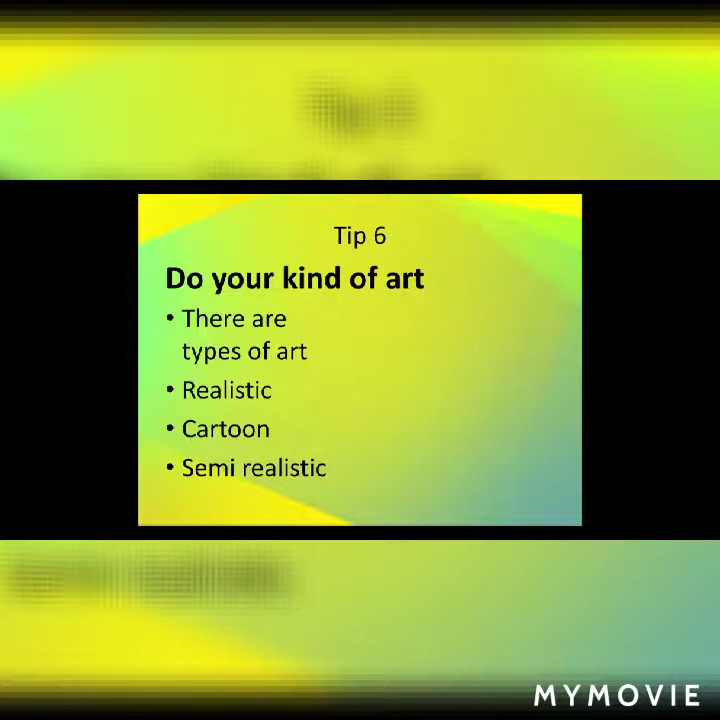 Tip 6
Do your kind of art
• There are
types of art
• Realistic
• Cartoon
• Semi realistic
MYMOVIE